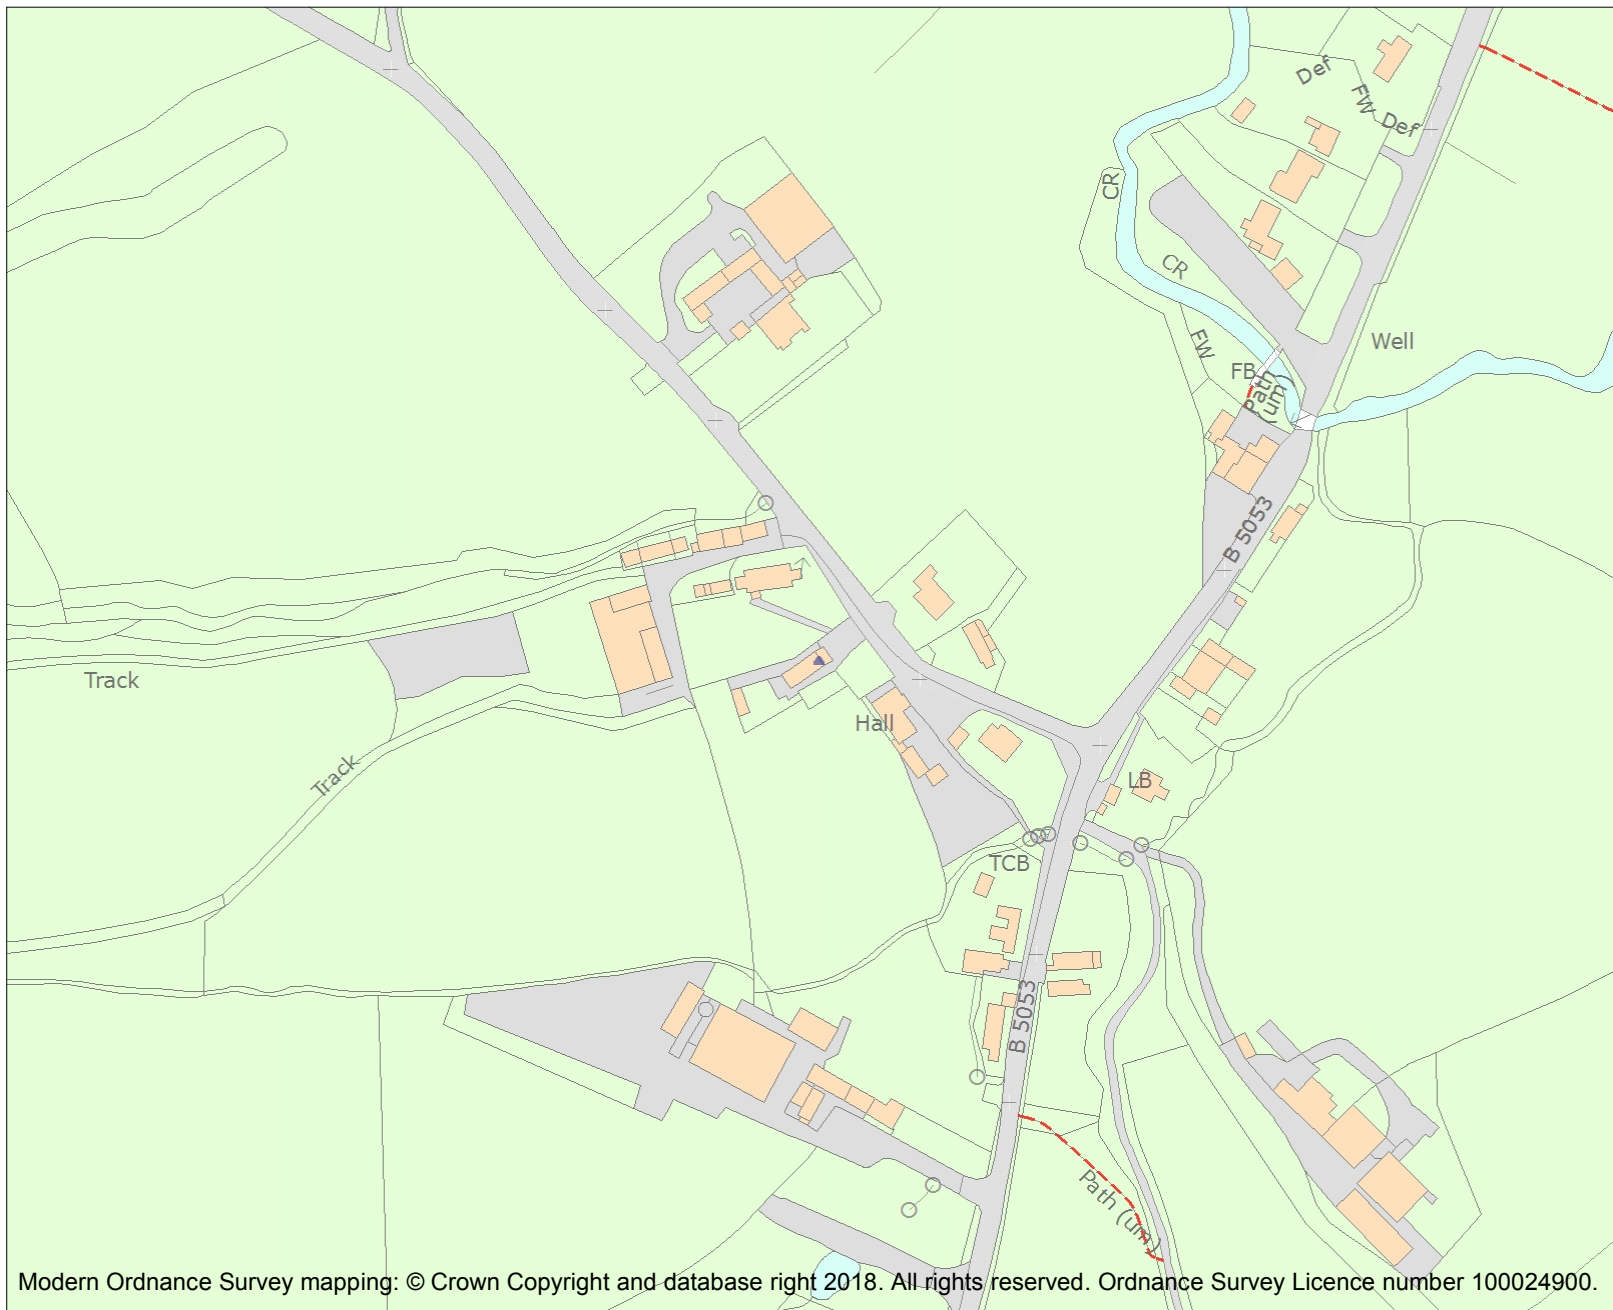 Def
FW
Def
CR
CR
Well
FW
FB
Path
(um)
B 5053
Track
Hall
Track
LB
TCB
B 5053
Path (um)
Modern Ordnance Survey mapping: © Crown Copyright and database right 2018. All rights reserved. Ordnance Survey Licence number 100024900.